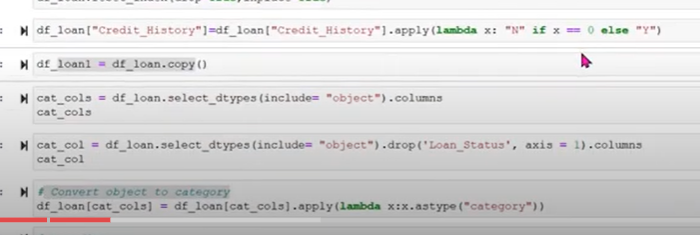 df_loan["Credit_History"]=df_loan["Credit_History"].apply(lambda x: "N" if x == 0 else "Y")
df_loan1 = df_loan.copy()
cat_cols = df_loan.select_dtypes(include= "object").columns
cat_cols
cat_col = df_loan.select_dtypes(include= "object").drop('Loan_Status', axis = 1).columns
cat_col
# Convert object to category
df_loan[cat_cols] = df_loan[cat_cols].apply(lambda x:x.astype("category"))